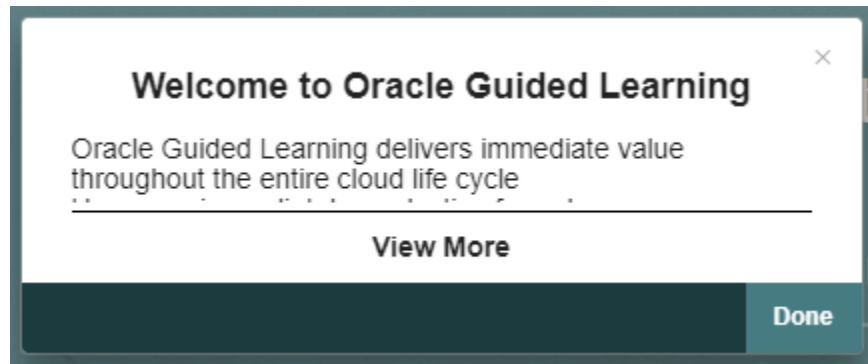 Welcome to Oracle Guided Learning
Oracle Guided Learning delivers immediate value
throughout the entire cloud life cycle
View More
Done